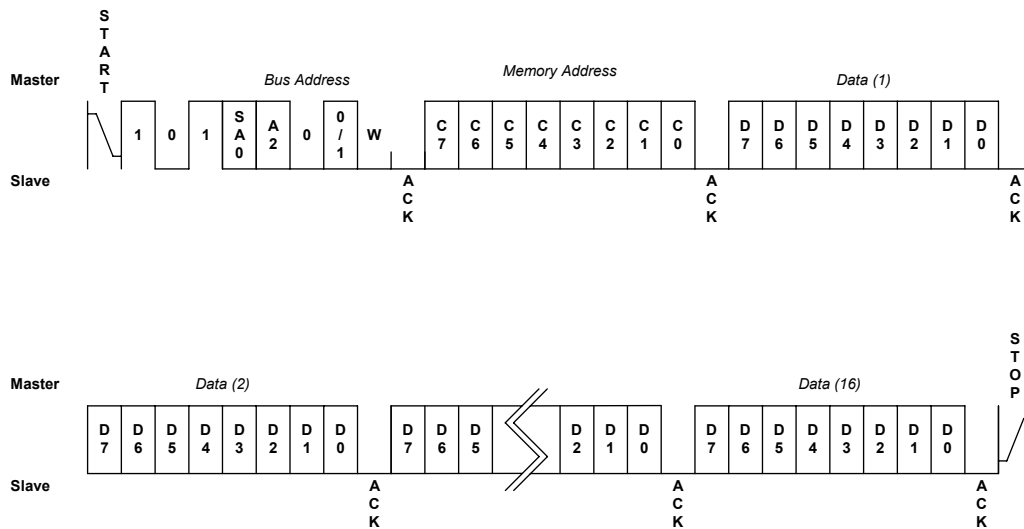 START
Master
Bus Address
Memory Address
Data (1)
1 0 1 SA0 A2 0 0/1 W
C7 C6 C5 C4 C3 C2 C1 C0
D7 D6 D5 D4 D3 D2 D1 D0
Slave
ACK
ACK
ACK
STOP
Master
Data (2)
Data (16)
D7 D6 D5 D4 D3 D2 D1 D0
D7 D6 D5
D2 D1 D0
D7 D6 D5 D4 D3 D2 D1 D0
Slave
ACK
ACK
ACK